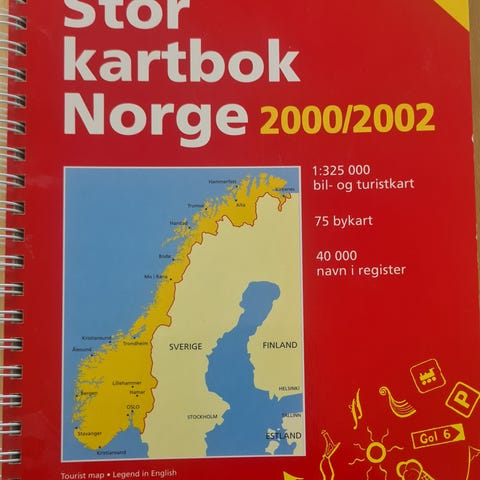 Stor
kartbok
Norge 2000/2002
1:325 000
bil- og turistkart
75 bykart
40 000
navn i register
Hammerfest
Kirkenes
Tromsø
Alta
Harstad
Bodø
Mo i Rana
Kristiansund
Trondheim
Ålesund
SVERIGE
FINLAND
Lillehammer
Hamar
Bergen
OSLO
HELSINKI
STOCKHOLM
TALLINN
Stavanger
ESTLAND
Kristiansand
P
Gol 6
Tourist map • Legend in English